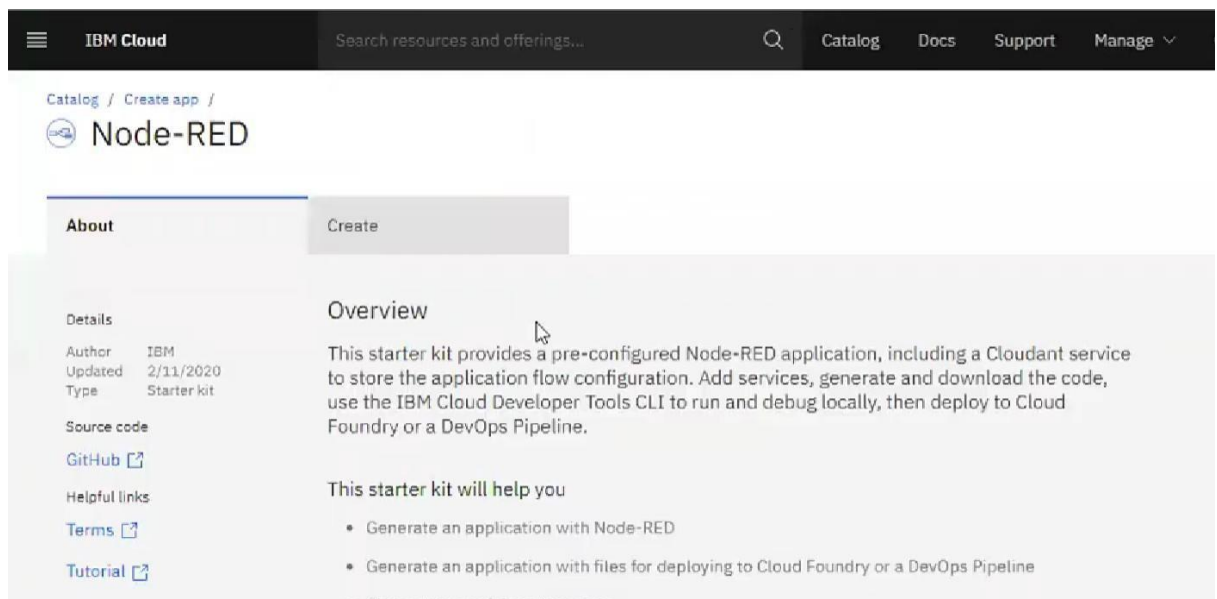 IBM Cloud
Search resources and offerings...
Catalog
Docs
Support
Manage
Catalog / Create app /
Node-RED
About
Create
Details
Author IBM
Updated 2/11/2020
Type Starter kit
Source code
GitHub
Helpful links
Terms
Tutorial
Overview
This starter kit provides a pre-configured Node-RED application, including a Cloudant service
to store the application flow configuration. Add services, generate and download the code,
use the IBM Cloud Developer Tools CLI to run and debug locally, then deploy to Cloud
Foundry or a DevOps Pipeline.
This starter kit will help you
• Generate an application with Node-RED
• Generate an application with files for deploying to Cloud Foundry or a DevOps Pipeline